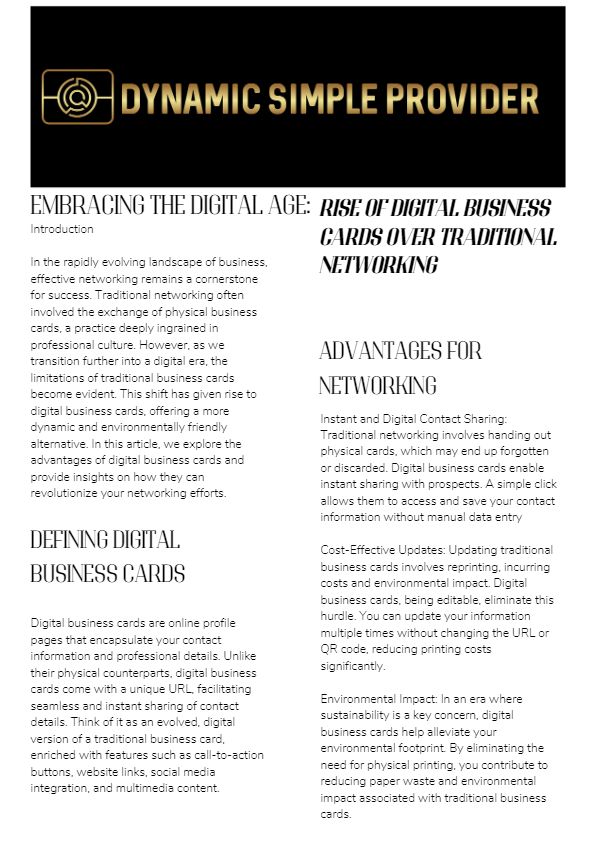 DYNAMIC SIMPLE PROVIDER
EMBRACING THE DIGITAL AGE:
Introduction
In the rapidly evolving landscape of business,
effective networking remains a cornerstone
for success. Traditional networking often
involved the exchange of physical business
cards, a practice deeply ingrained in
professional culture. However, as we
transition further into a digital era, the
limitations of traditional business cards
become evident. This shift has given rise to
digital business cards, offering a more
dynamic and environmentally friendly
alternative. In this article, we explore the
advantages of digital business cards and
provide insights on how they can
revolutionize your networking efforts.
DEFINING DIGITAL
BUSINESS CARDS
Digital business cards are online profile
pages that encapsulate your contact
information and professional details. Unlike
their physical counterparts, digital business
cards come with a unique URL, facilitating
seamless and instant sharing of contact
details. Think of it as an evolved, digital
version of a traditional business card,
enriched with features such as call-to-action
buttons, website links, social media
integration, and multimedia content.
RISE OF DIGITAL BUSINESS
CARDS OVER TRADITIONAL
NETWORKING
ADVANTAGES FOR
NETWORKING
Instant and Digital Contact Sharing:
Traditional networking involves handing out
physical cards, which may end up forgotten
or discarded. Digital business cards enable
instant sharing with prospects. A simple click
allows them to access and save your contact
information without manual data entry
Cost-Effective Updates: Updating traditional
business cards involves reprinting, incurring
costs and environmental impact. Digital
business cards, being editable, eliminate this
hurdle. You can update your information
multiple times without changing the URL or
QR code, reducing printing costs
significantly.
Environmental Impact: In an era where
sustainability is a key concern, digital
business cards help alleviate your
environmental footprint. By eliminating the
need for physical printing, you contribute to
reducing paper waste and environmental
impact associated with traditional business
cards.